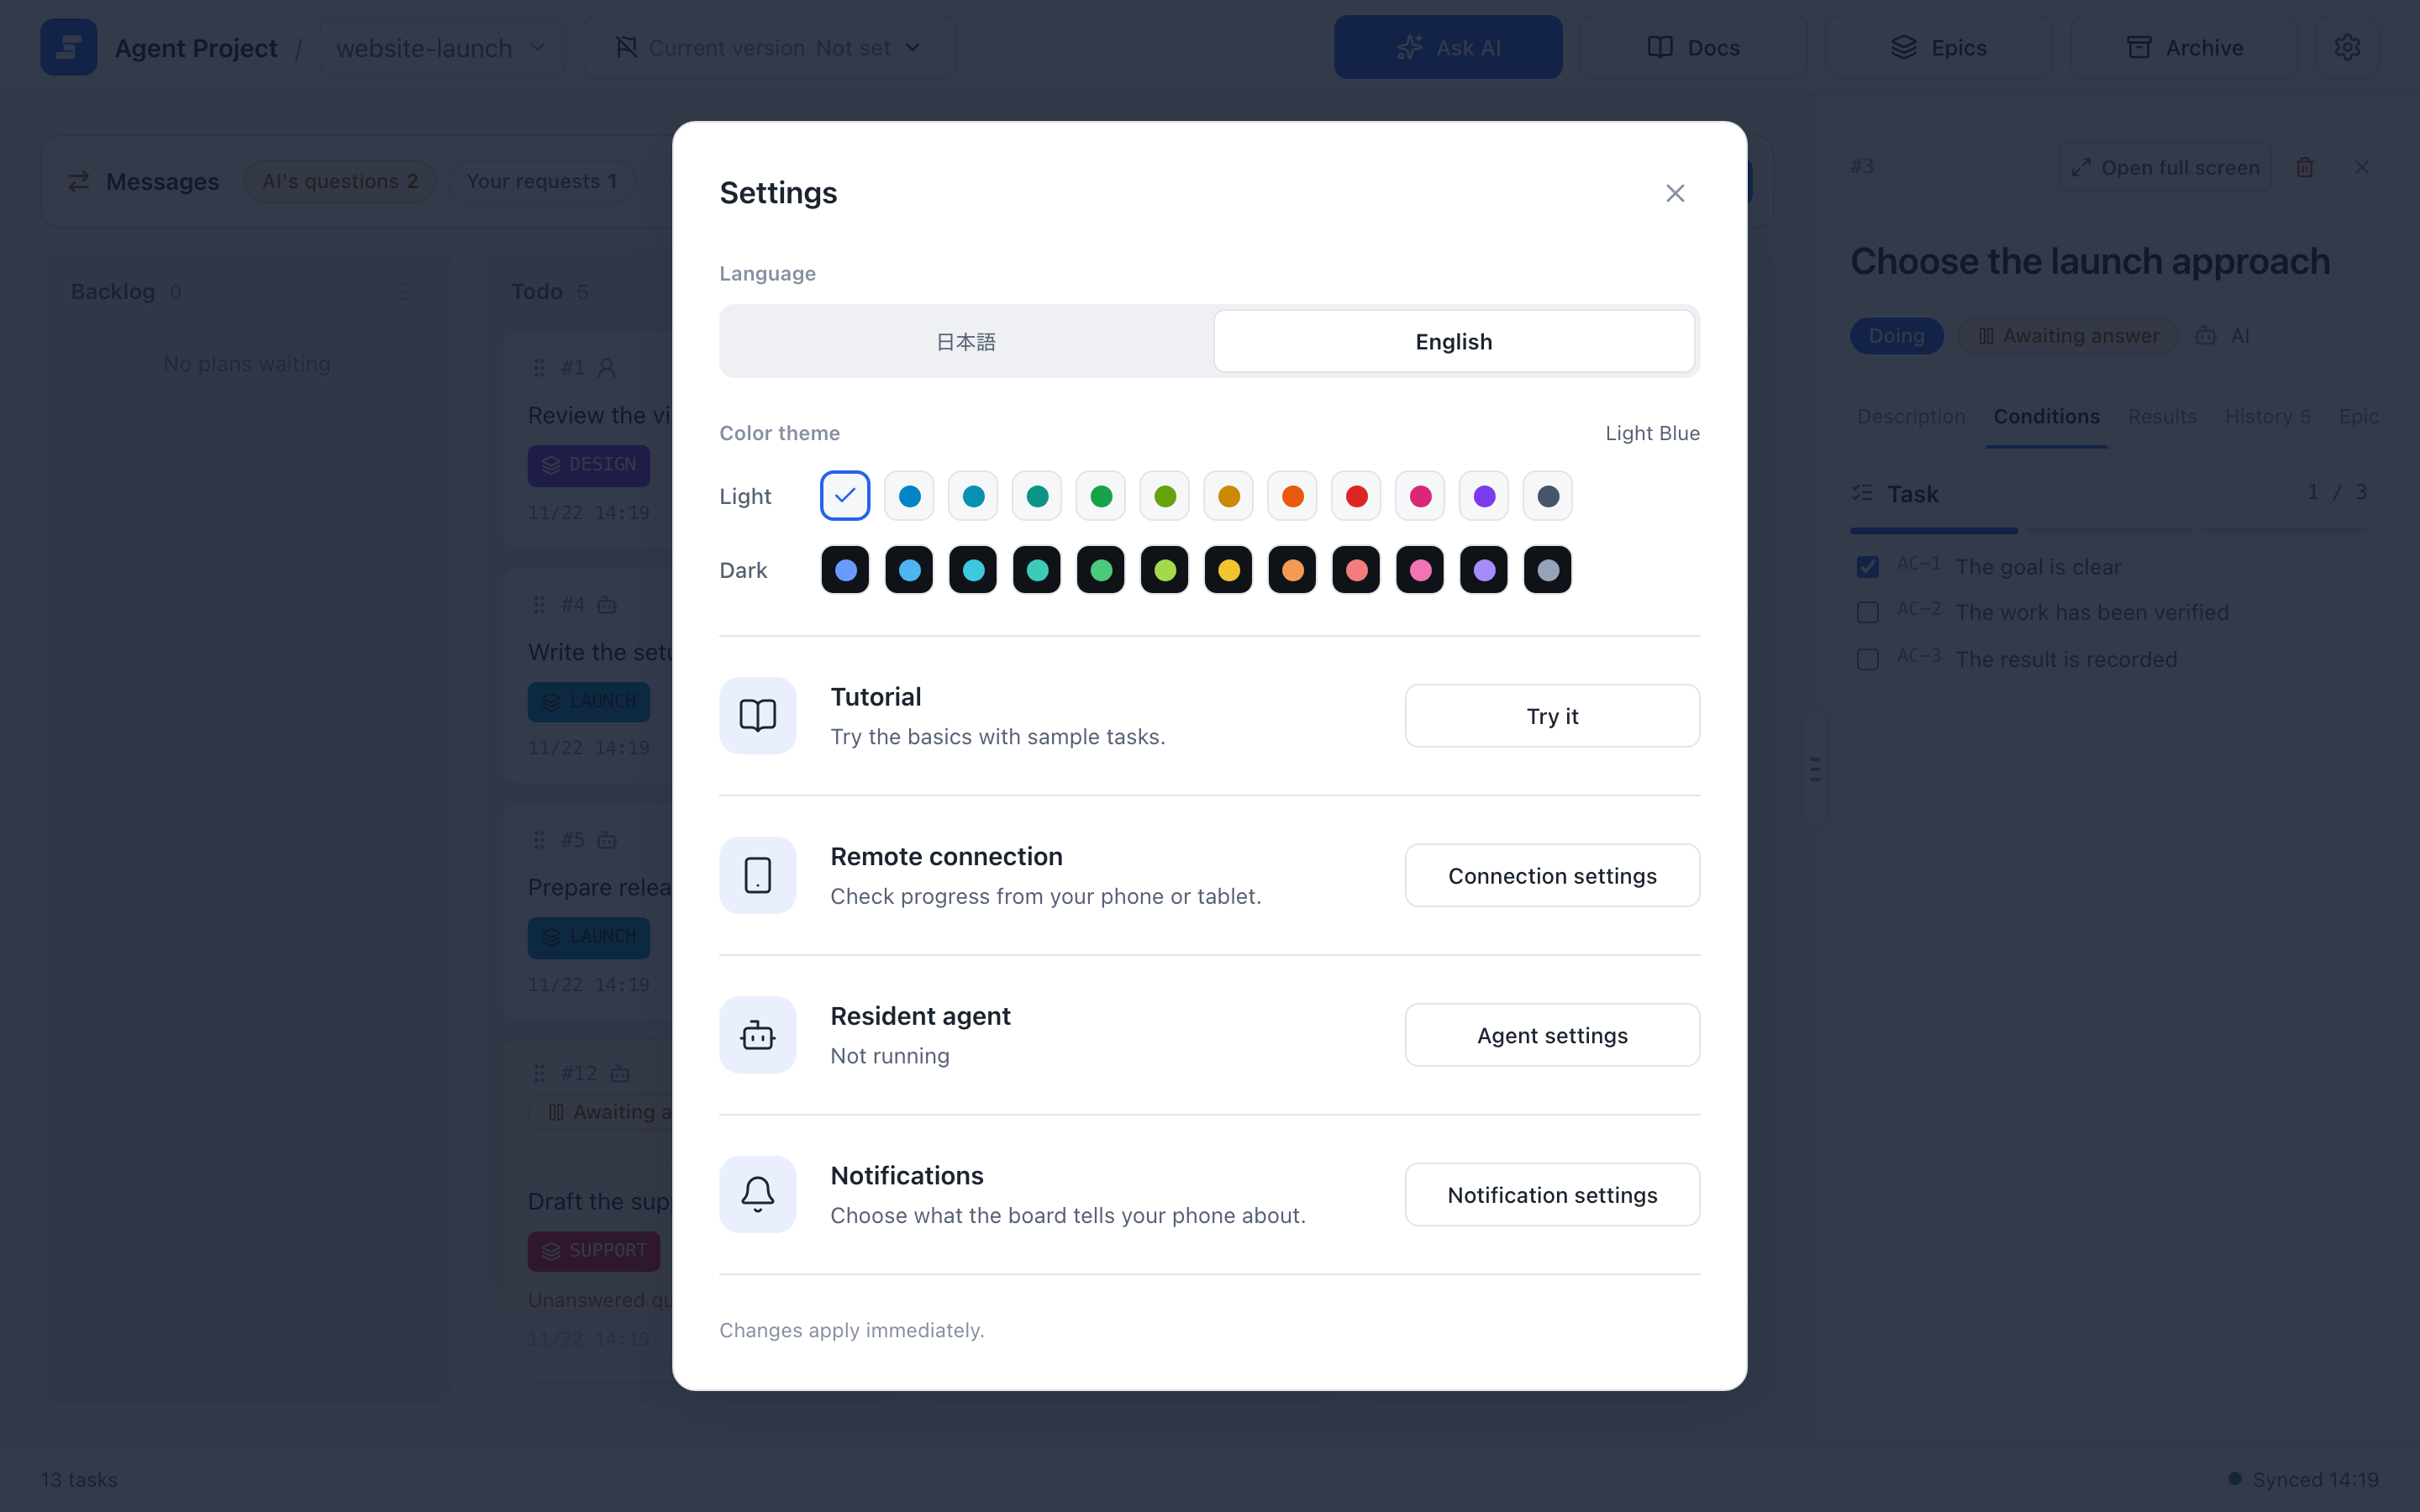 Agent Project / website-launch
Current version Not set
Ask AI
Docs
Epics
Archive
Messages
AI's questions 2
Your requests 1
Backlog 0
No plans waiting
Todo 5
#1
Review the vi
DESIGN
11/22 14:19
#4
Write the setu
LAUNCH
11/22 14:19
#5
Prepare relea
LAUNCH
11/22 14:19
#12
Awaiting a
Draft the sup
SUPPORT
Unanswered qu
11/22 14:19
Settings
Language
日本語
English
Color theme
Light Blue
Light
Dark
Tutorial
Try the basics with sample tasks.
Try it
Remote connection
Check progress from your phone or tablet.
Connection settings
Resident agent
Not running
Agent settings
Notifications
Choose what the board tells your phone about.
Notification settings
Changes apply immediately.
#3
Open full screen
Choose the launch approach
Doing
Awaiting answer
AI
Description
Conditions
Results
History 5
Epic
Task
1 / 3
AC-1 The goal is clear
AC-2 The work has been verified
AC-3 The result is recorded
13 tasks
Synced 14:19